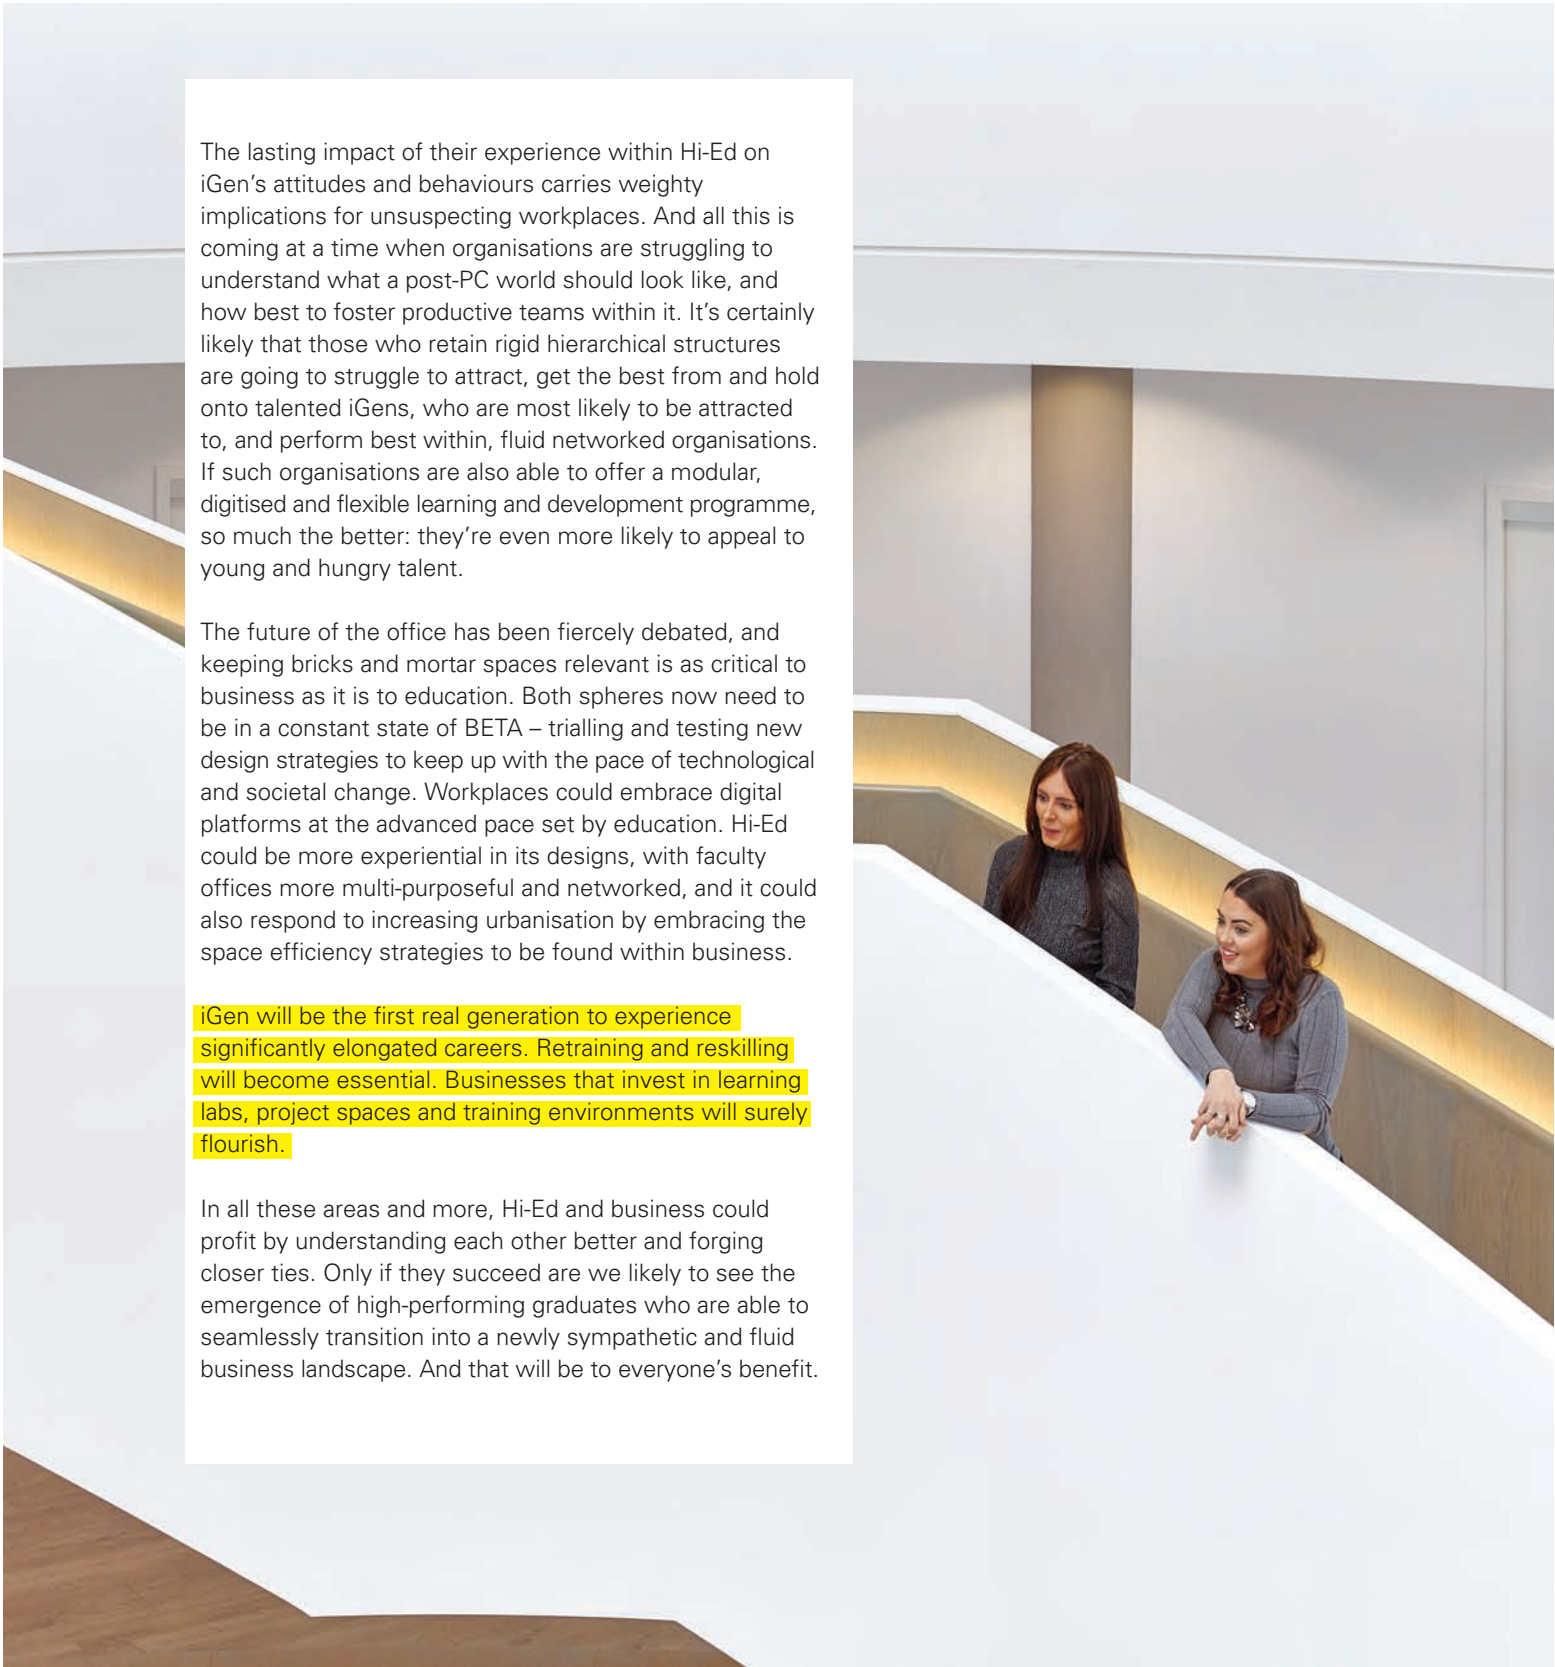 The lasting impact of their experience within Hi-Ed on
iGen’s attitudes and behaviours carries weighty
implications for unsuspecting workplaces. And all this is
coming at a time when organisations are struggling to
understand what a post-PC world should look like, and
how best to foster productive teams within it. It’s certainly
likely that those who retain rigid hierarchical structures
are going to struggle to attract, get the best from and hold
onto talented iGens, who are most likely to be attracted
to, and perform best within, fluid networked organisations.
If such organisations are also able to offer a modular,
digitised and flexible learning and development programme,
so much the better: they’re even more likely to appeal to
young and hungry talent.
The future of the office has been fiercely debated, and
keeping bricks and mortar spaces relevant is as critical to
business as it is to education. Both spheres now need to
be in a constant state of BETA – trialling and testing new
design strategies to keep up with the pace of technological
and societal change. Workplaces could embrace digital
platforms at the advanced pace set by education. Hi-Ed
could be more experiential in its designs, with faculty
offices more multi-purposeful and networked, and it could
also respond to increasing urbanisation by embracing the
space efficiency strategies to be found within business.
iGen will be the first real generation to experience
significantly elongated careers. Retraining and reskilling
will become essential. Businesses that invest in learning
labs, project spaces and training environments will surely
flourish.
In all these areas and more, Hi-Ed and business could
profit by understanding each other better and forging
closer ties. Only if they succeed are we likely to see the
emergence of high-performing graduates who are able to
seamlessly transition into a newly sympathetic and fluid
business landscape. And that will be to everyone’s benefit.